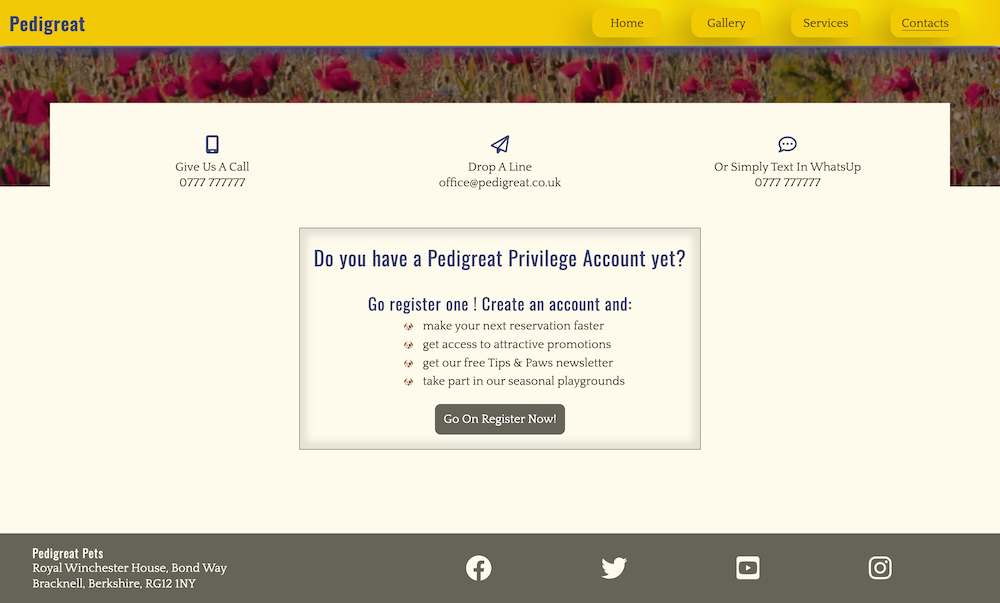 Pedigreat
Home
Gallery
Services
Contacts
Give Us A Call
0777 777777
Drop A Line
office@pedigreat.co.uk
Or Simply Text In WhatsUp
0777 777777
Do you have a Pedigreat Privilege Account yet?
Go register one ! Create an account and:
make your next reservation faster
get access to attractive promotions
get our free Tips & Paws newsletter
take part in our seasonal playgrounds
Go On Register Now!
Pedigreat Pets
Royal Winchester House, Bond Way
Bracknell, Berkshire, RG12 1NY